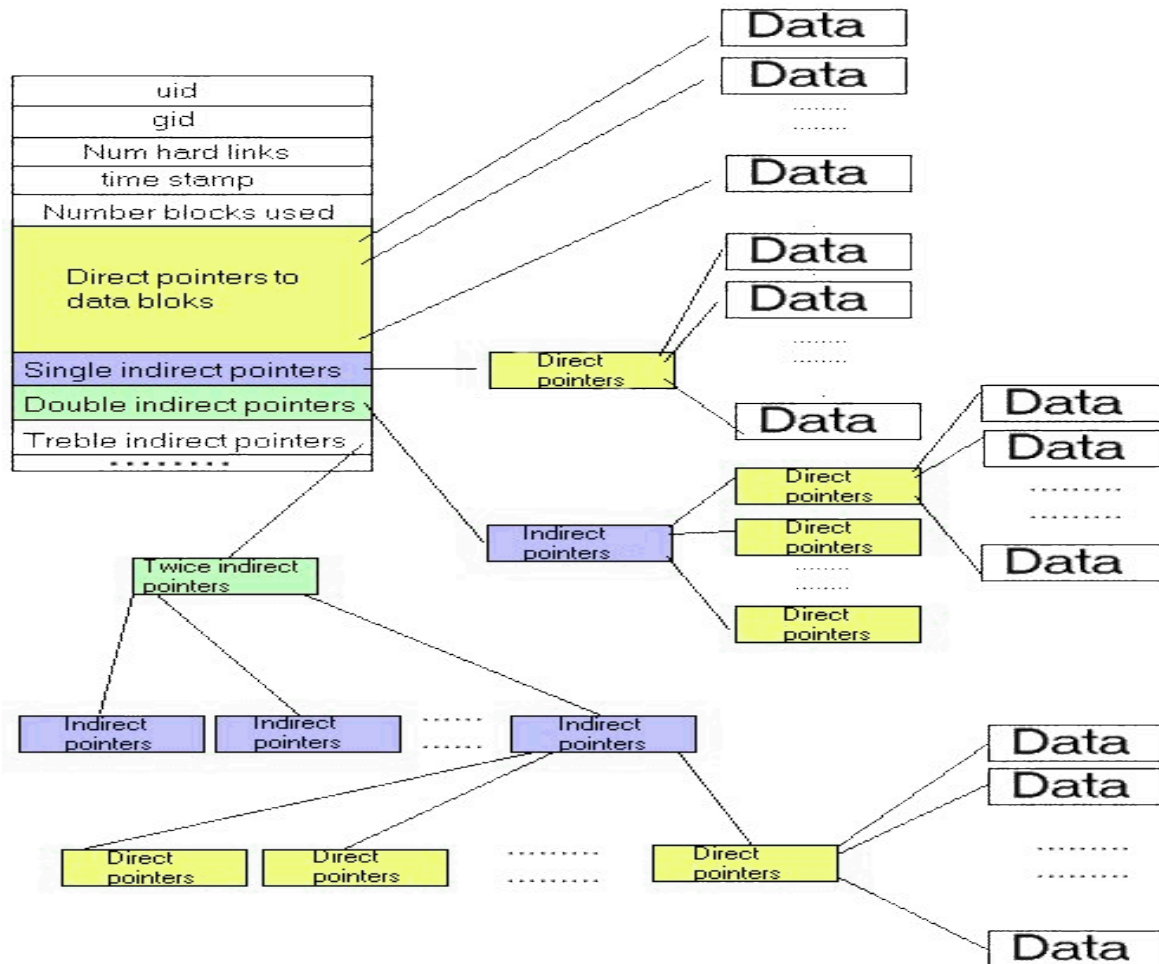 Data
Data
........
........
Data
uid
gid
Num hard links
time stamp
Number blocks used
Direct pointers to
data bloks
Single indirect pointers
Double indirect pointers
Treble indirect pointers
........
Data
Data
........
........
Direct
pointers
Data
Data
Data
........
........
Data
Direct
pointers
Indirect
pointers
Direct
pointers
........
........
Direct
pointers
Twice indirect
pointers
Indirect
pointers
Indirect
pointers
........
........
Indirect
pointers
Data
Data
........
........
Data
Direct
pointers
Direct
pointers
........
........
Direct
pointers